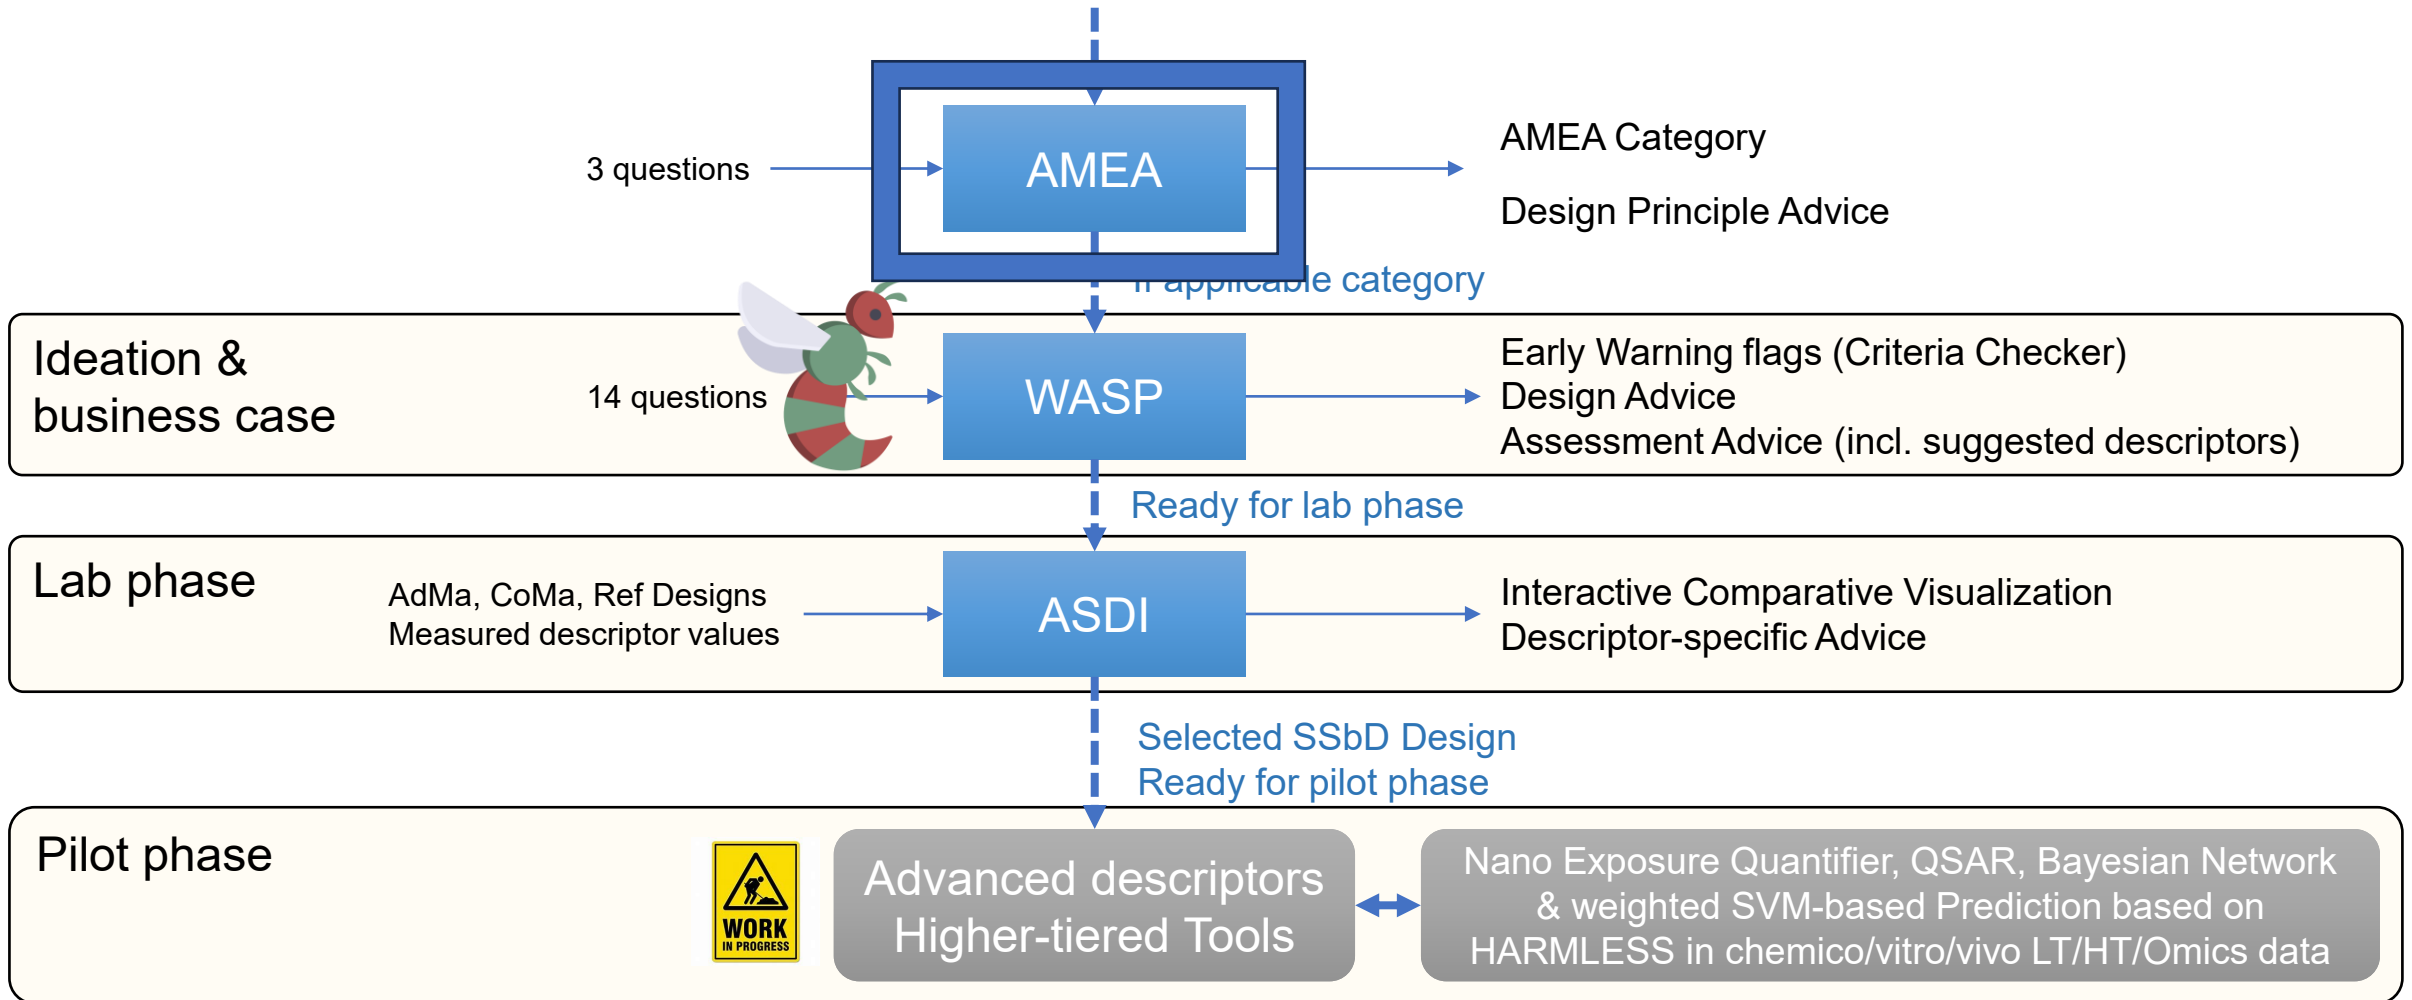 3 questions
AMEA
AMEA Category
Design Principle Advice
applicable category
Ideation &
business case
14 questions
WASP
Early Warning flags (Criteria Checker)
Design Advice
Assessment Advice (incl. suggested descriptors)
Ready for lab phase
Lab phase
AdMa, CoMa, Ref Designs
Measured descriptor values
ASDI
Interactive Comparative Visualization
Descriptor-specific Advice
Selected SSbD Design
Ready for pilot phase
Pilot phase
WORK
IN PROGRESS
Advanced descriptors
Higher-tiered Tools
Nano Exposure Quantifier, QSAR, Bayesian Network
& weighted SVM-based Prediction based on
HARMLESS in chemico/vitro/vivo LT/HT/Omics data